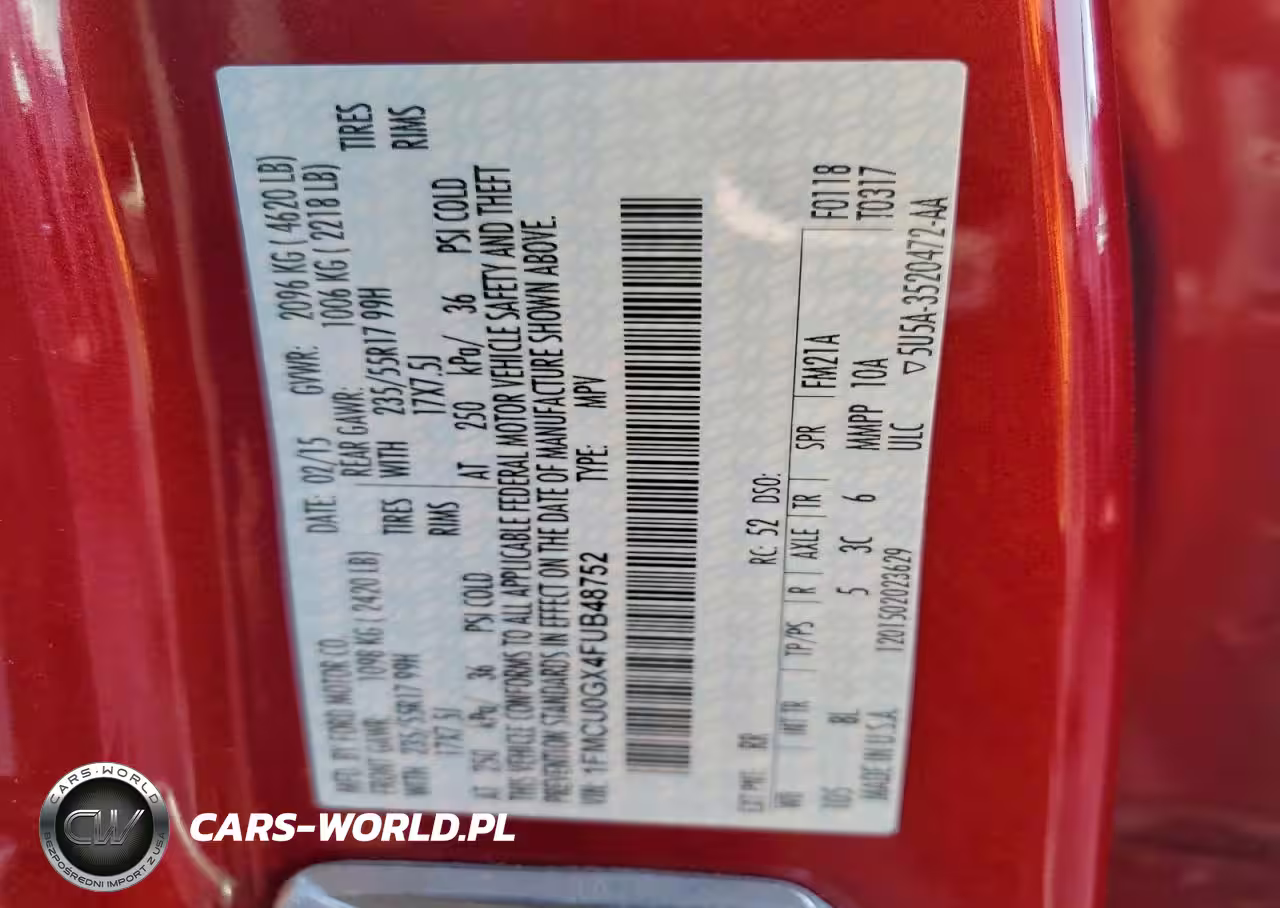 MFD. BY FORD MOTOR CO.
DATE: 02/15 GVWR: 2096 KG ( 4620 LB)
FRONT GAWR: 1098 KG ( 2420 LB) REAR GAWR: 1006 KG ( 2218 LB)
WITH 235/55R17 99H TIRES WITH 235/55R17 99H TIRES
17X7.5J RIMS 17X7.5J RIMS
AT 250 kPa/ 36 PSI COLD AT 250 kPa/ 36 PSI COLD
THIS VEHICLE CONFORMS TO ALL APPLICABLE FEDERAL MOTOR VEHICLE SAFETY AND THEFT
PREVENTION STANDARDS IN EFFECT ON THE DATE OF MANUFACTURE SHOWN ABOVE.
VIN: 1FMCU0GX4FUB48752 TYPE: MPV
EXT PNT: RR RC: 52 DSO:
WB INT TR TP/PS R AXLE TR SPR FM21A F0118
105 BL 5 3C 6 MMPP 10A T0317
MADE IN U.S.A. 120150202​3629 ULC ▽5U5A-3520472-AA
CARS-WORLD
CW
BEZPOŚREDNI IMPORT Z USA
CARS-WORLD.PL